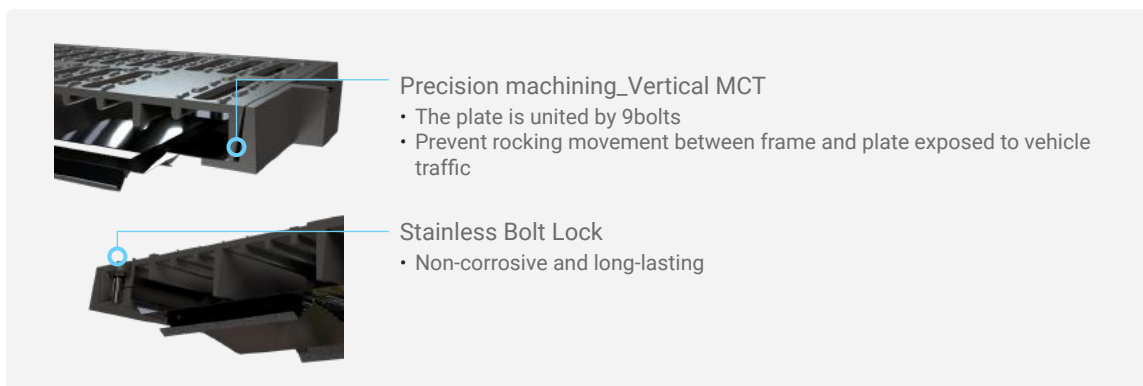 Precision machining_Vertical MCT
• The plate is united by 9bolts
• Prevent rocking movement between frame and plate exposed to vehicle
traffic
Stainless Bolt Lock
• Non-corrosive and long-lasting